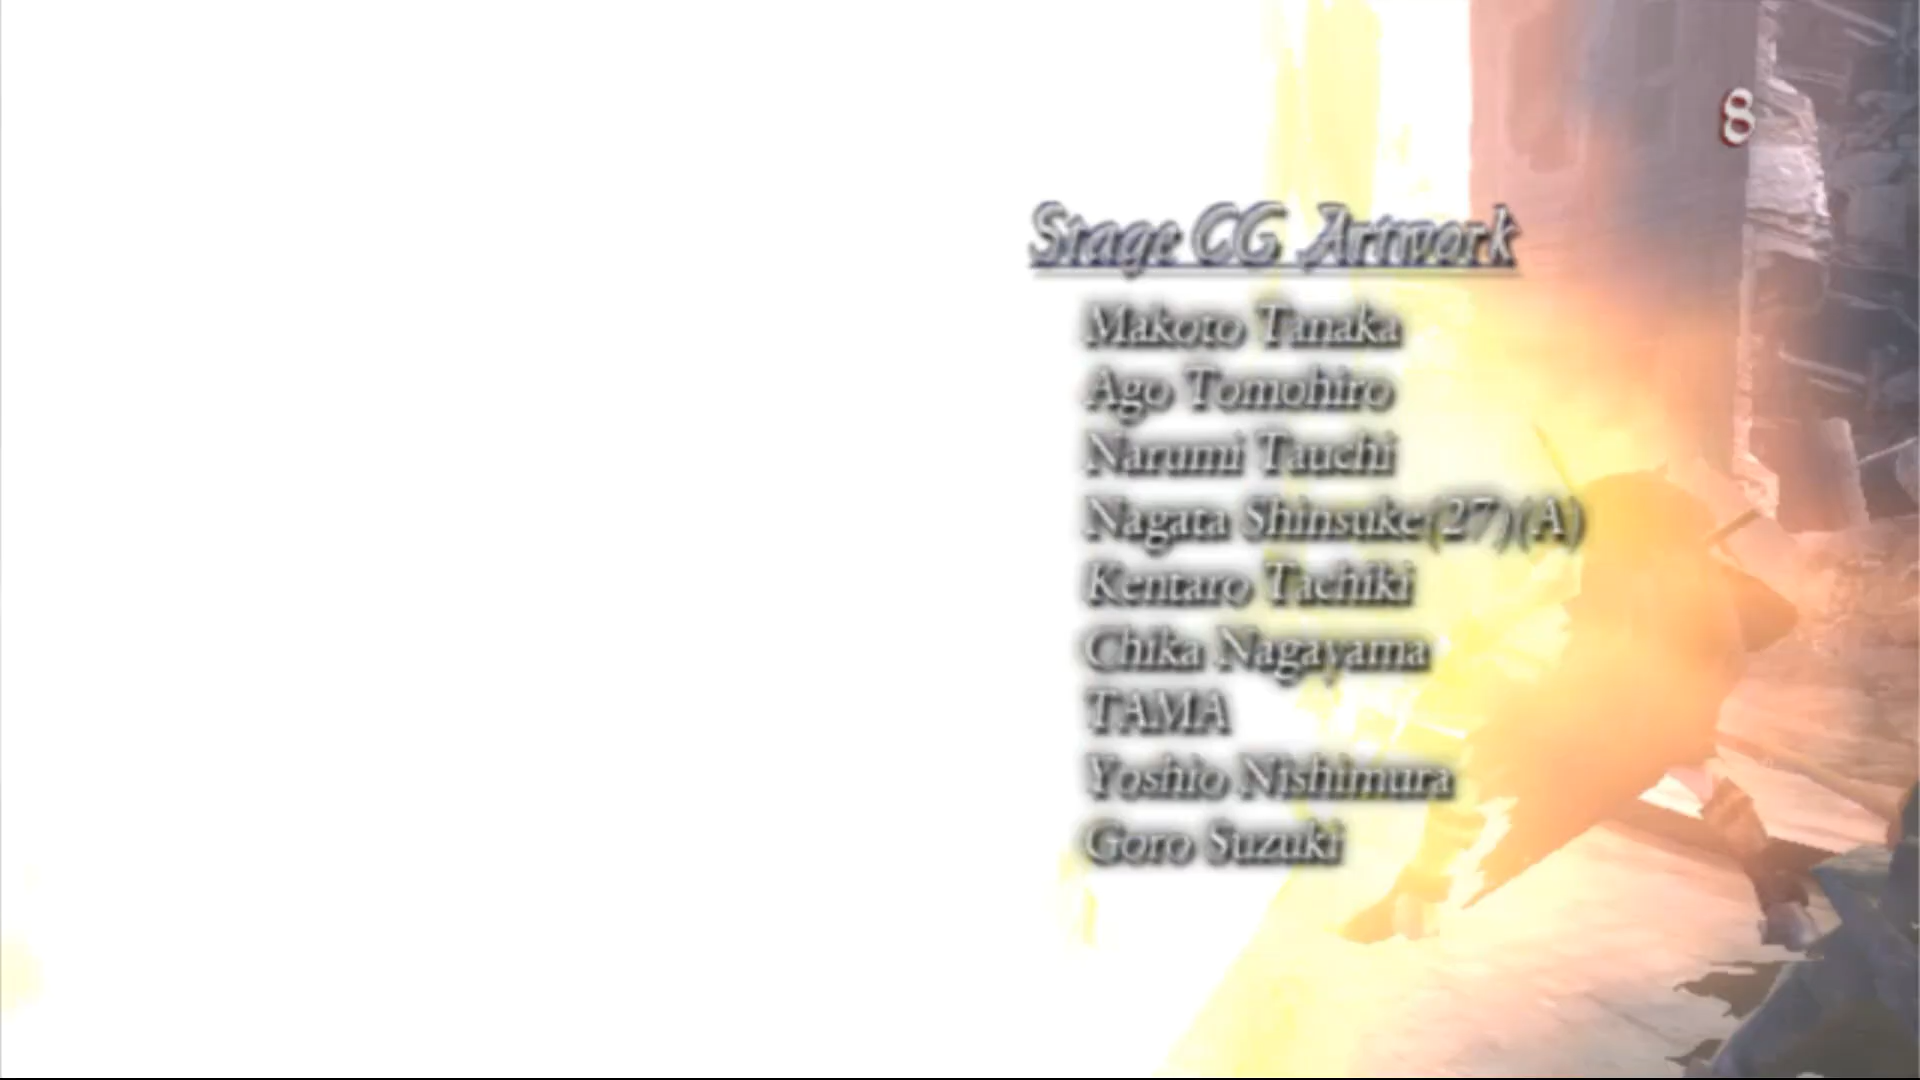 8
Stage CG Artwork
Makoto Tanaka
Ago Tomohiro
Narumi Tauchi
Nagata Shinsuke(27)(A)
Kentaro Tachiki
Chika Nagayama
TAMA
Yoshio Nishimura
Goro Suzuki